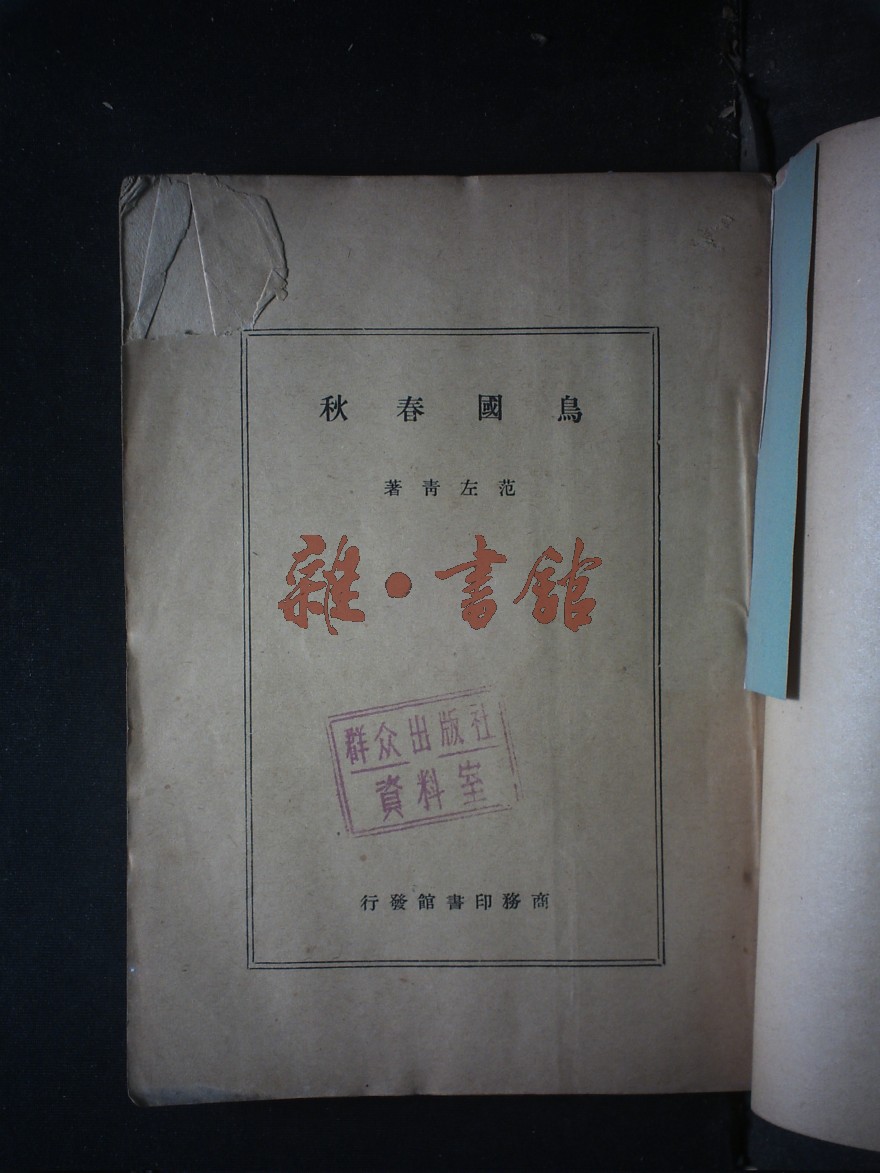 鳥國春秋
范左青著
雜·書館
群众出版社
資料室
商務印書館發行